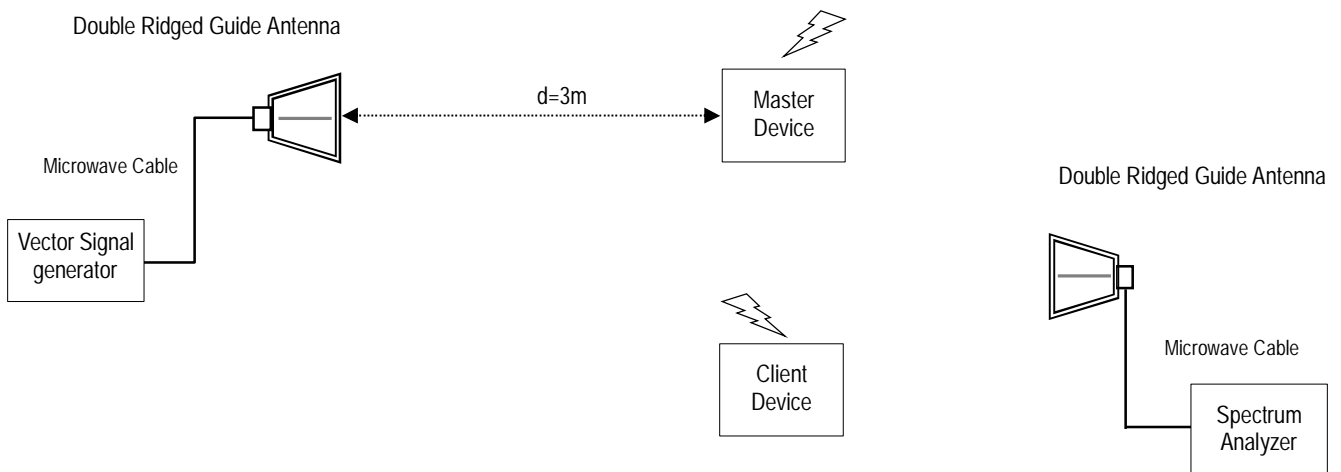 Double Ridged Guide Antenna
d=3m
Master
Device
Microwave Cable
Double Ridged Guide Antenna
Vector Signal
generator
Client
Device
Microwave Cable
Spectrum
Analyzer